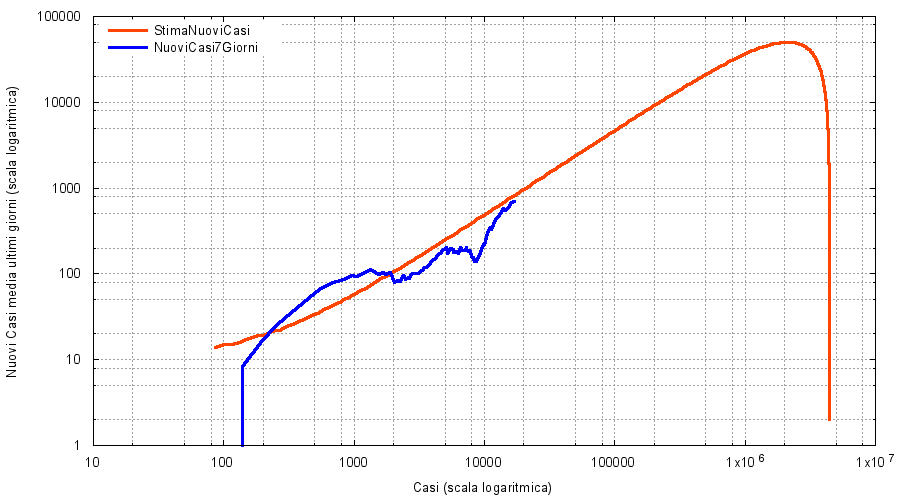 100000
StimaNuoviCasi
NuoviCasi7Giorni
10000
1000
100
10
1
Nuovi Casi media ultimi giorni (scala logaritmica)
10 100 1000 10000 100000 1x10^6 1x10^7
Casi (scala logaritmica)